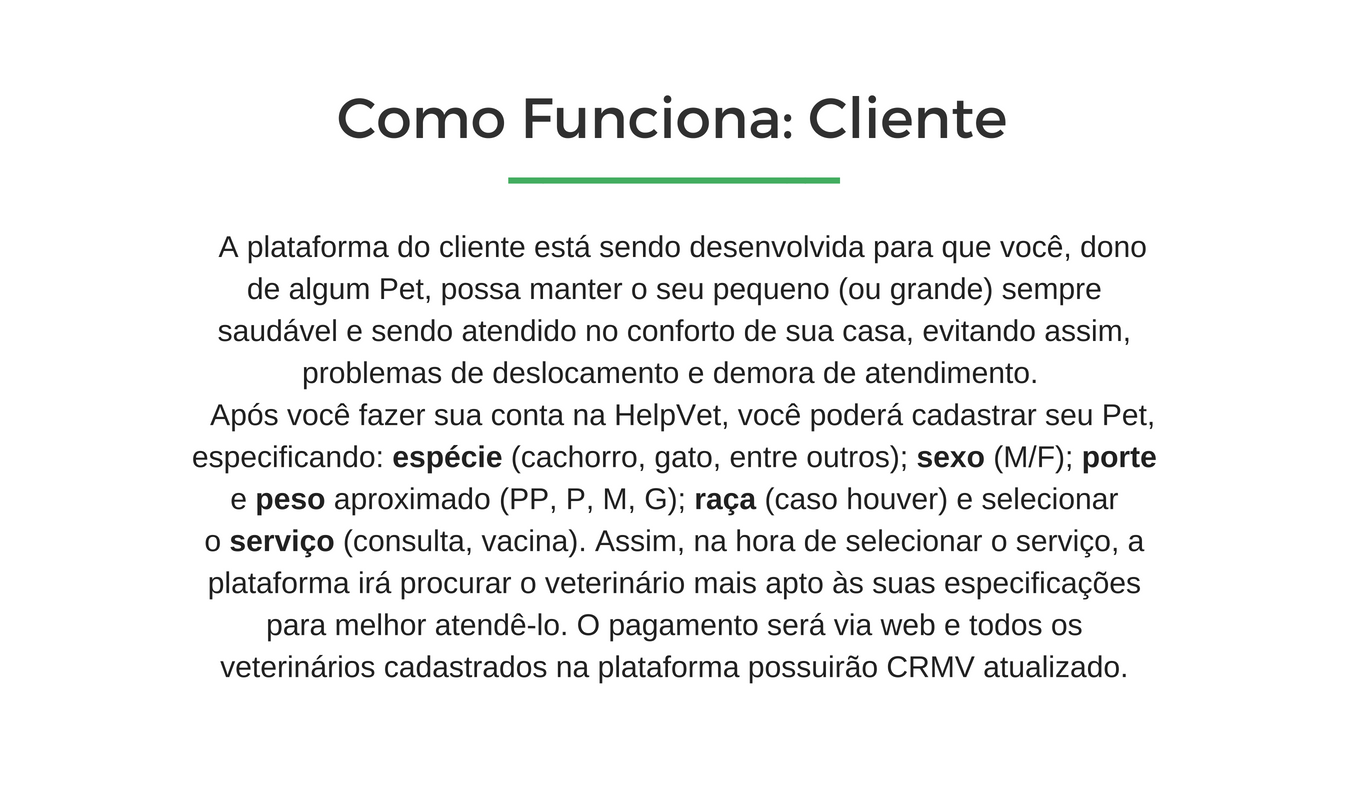 Como Funciona: Cliente
A plataforma do cliente está sendo desenvolvida para que você, dono
de algum Pet, possa manter o seu pequeno (ou grande) sempre
saudável e sendo atendido no conforto de sua casa, evitando assim,
problemas de deslocamento e demora de atendimento.
Após você fazer sua conta na HelpVet, você poderá cadastrar seu Pet,
especificando: espécie (cachorro, gato, entre outros); sexo (M/F); porte
e peso aproximado (PP, P, M, G); raça (caso houver) e selecionar
o serviço (consulta, vacina). Assim, na hora de selecionar o serviço, a
plataforma irá procurar o veterinário mais apto às suas especificações
para melhor atendê-lo. O pagamento será via web e todos os
veterinários cadastrados na plataforma possuirão CRMV atualizado.